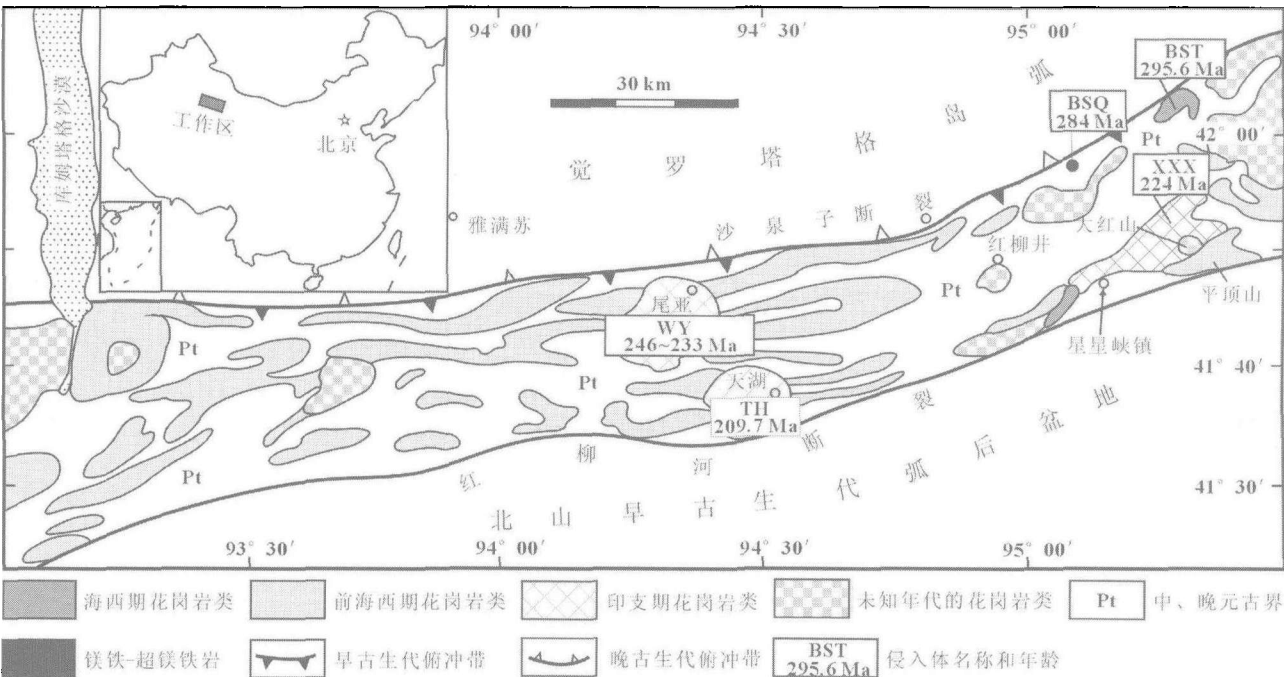 94° 00′
94° 30′
95° 00′
BST
295.6 Ma
30 km
弧
BSQ
284 Ma
岛
格
塔
罗
觉
Pt
42° 00′
库姆塔格沙漠
工作区
北京
XXX
224 Ma
雅满苏
沙泉子断裂
红柳井
大红山
平顶山
尾亚
Pt
WY
246~233 Ma
Pt
星星峡镇
Pt
天湖
41° 40′
TH
209.7 Ma
Pt
红柳河断裂
北山早古生代弧后盆地
41° 30′
93° 30′
94° 00′
94° 30′
95° 00′
海西期花岗岩类
前海西期花岗岩类
印支期花岗岩类
未知年代的花岗岩类
Pt
中、晚元古界
镁铁-超镁铁岩
早古生代俯冲带
晚古生代俯冲带
BST
295.6 Ma
侵入体名称和年龄